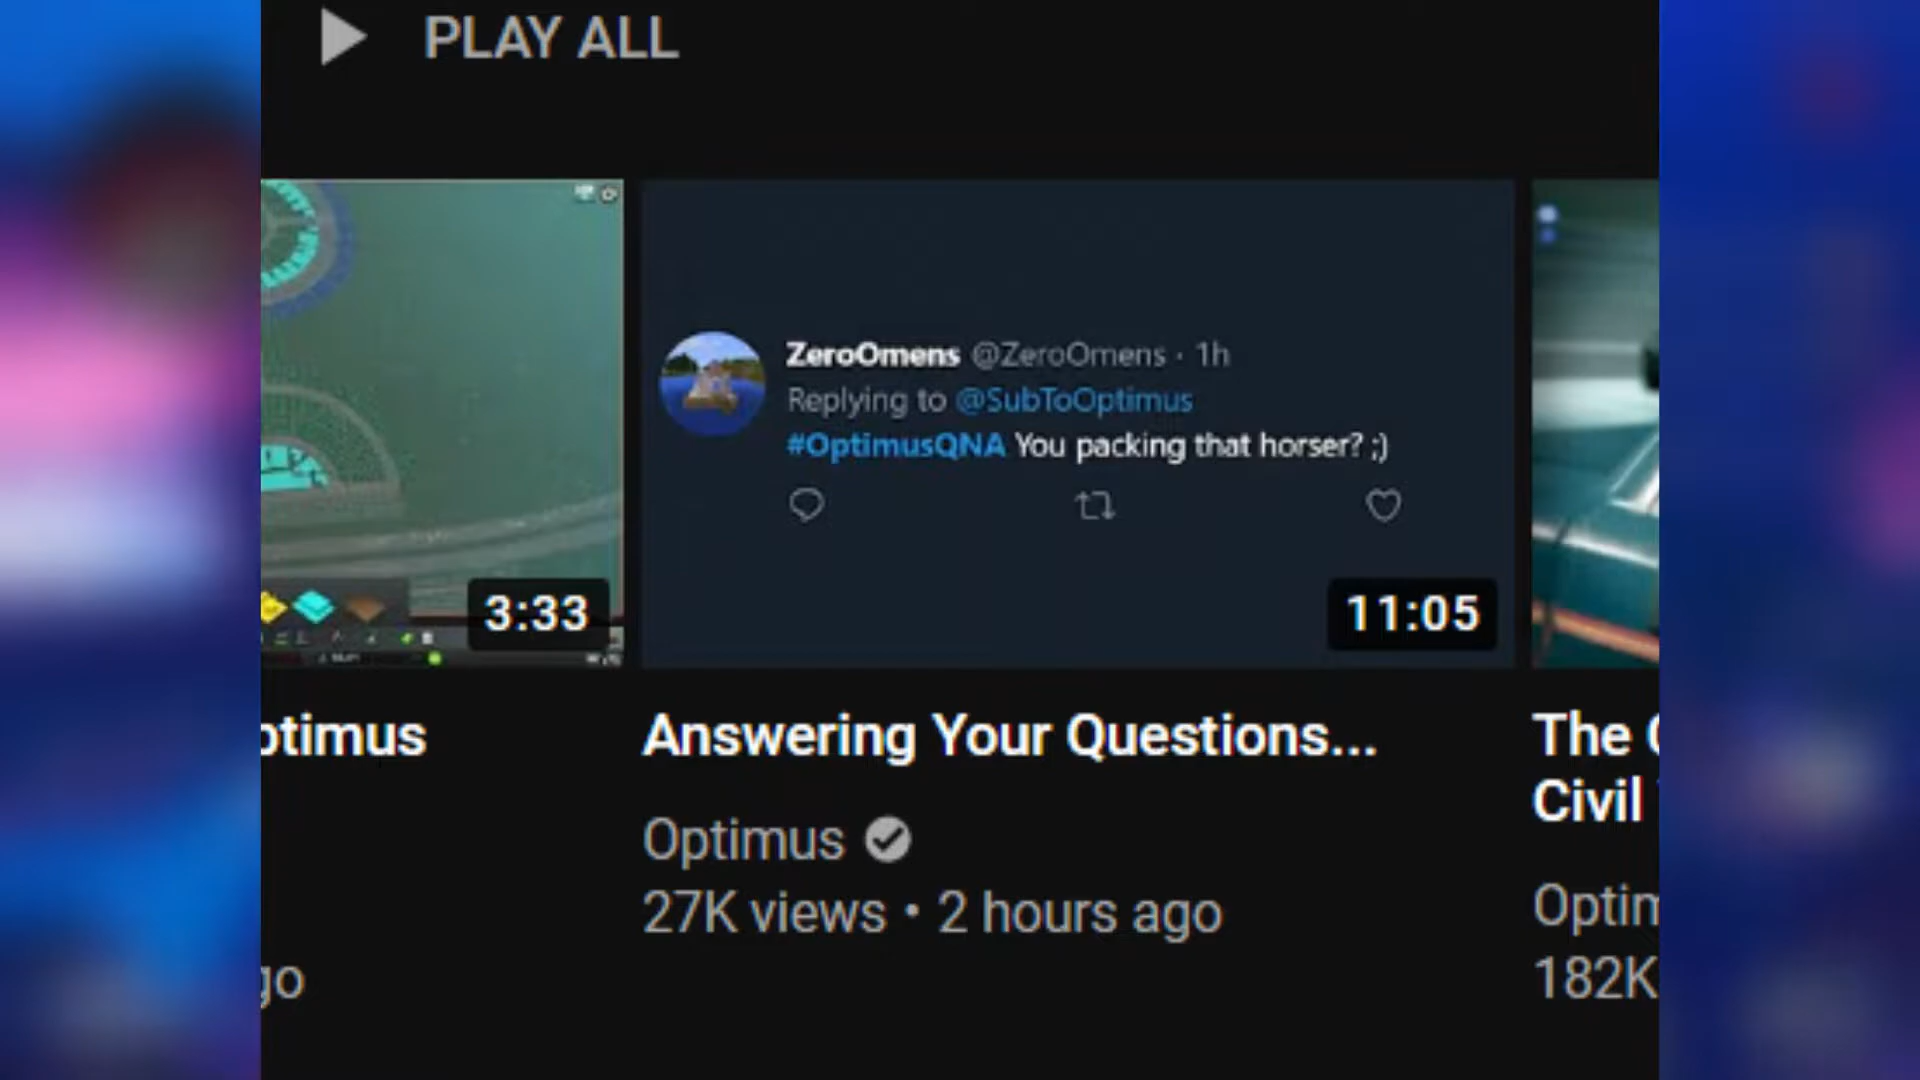 PLAY ALL
3:33
ptimus
go
ZeroOmens @ZeroOmens · 1h
Replying to @SubToOptimus
#OptimusQNA You packing that horser? ;)
11:05
Answering Your Questions...
Optimus
27K views • 2 hours ago
The
Civil
Optim
182K